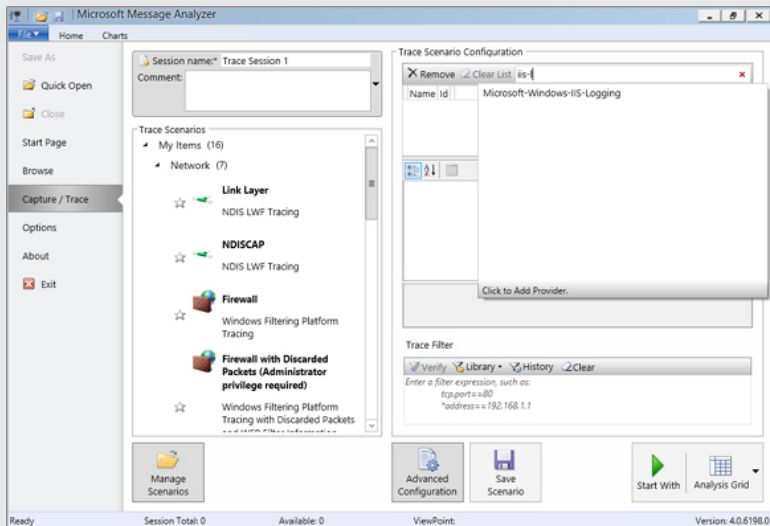 Microsoft Message Analyzer
File Home Charts
Save As
Quick Open
Close
Start Page
Browse
Capture / Trace
Options
About
Exit
Session name:* Trace Session 1
Comment:
Trace Scenarios
My Items (16)
Network (7)
Link Layer
NDIS LWF Tracing
NDISCAP
NDIS LWF Tracing
Firewall
Windows Filtering Platform
Tracing
Firewall with Discarded
Packets (Administrator
privilege required)
Windows Filtering Platform
Tracing with Discarded Packets
and WFP Filter Information
Manage
Scenarios
Trace Scenario Configuration
Remove Clear List iis-l
Name Id
Microsoft-Windows-IIS-Logging
Click to Add Provider.
Trace Filter
Verify Library History Clear
Enter a filter expression, such as:
tcp.port==80
*address==192.168.1.1
Advanced
Configuration
Save
Scenario
Start With
Analysis Grid
Ready Session Total: 0 Available: 0 ViewPoint: Version: 4.0.6198.0